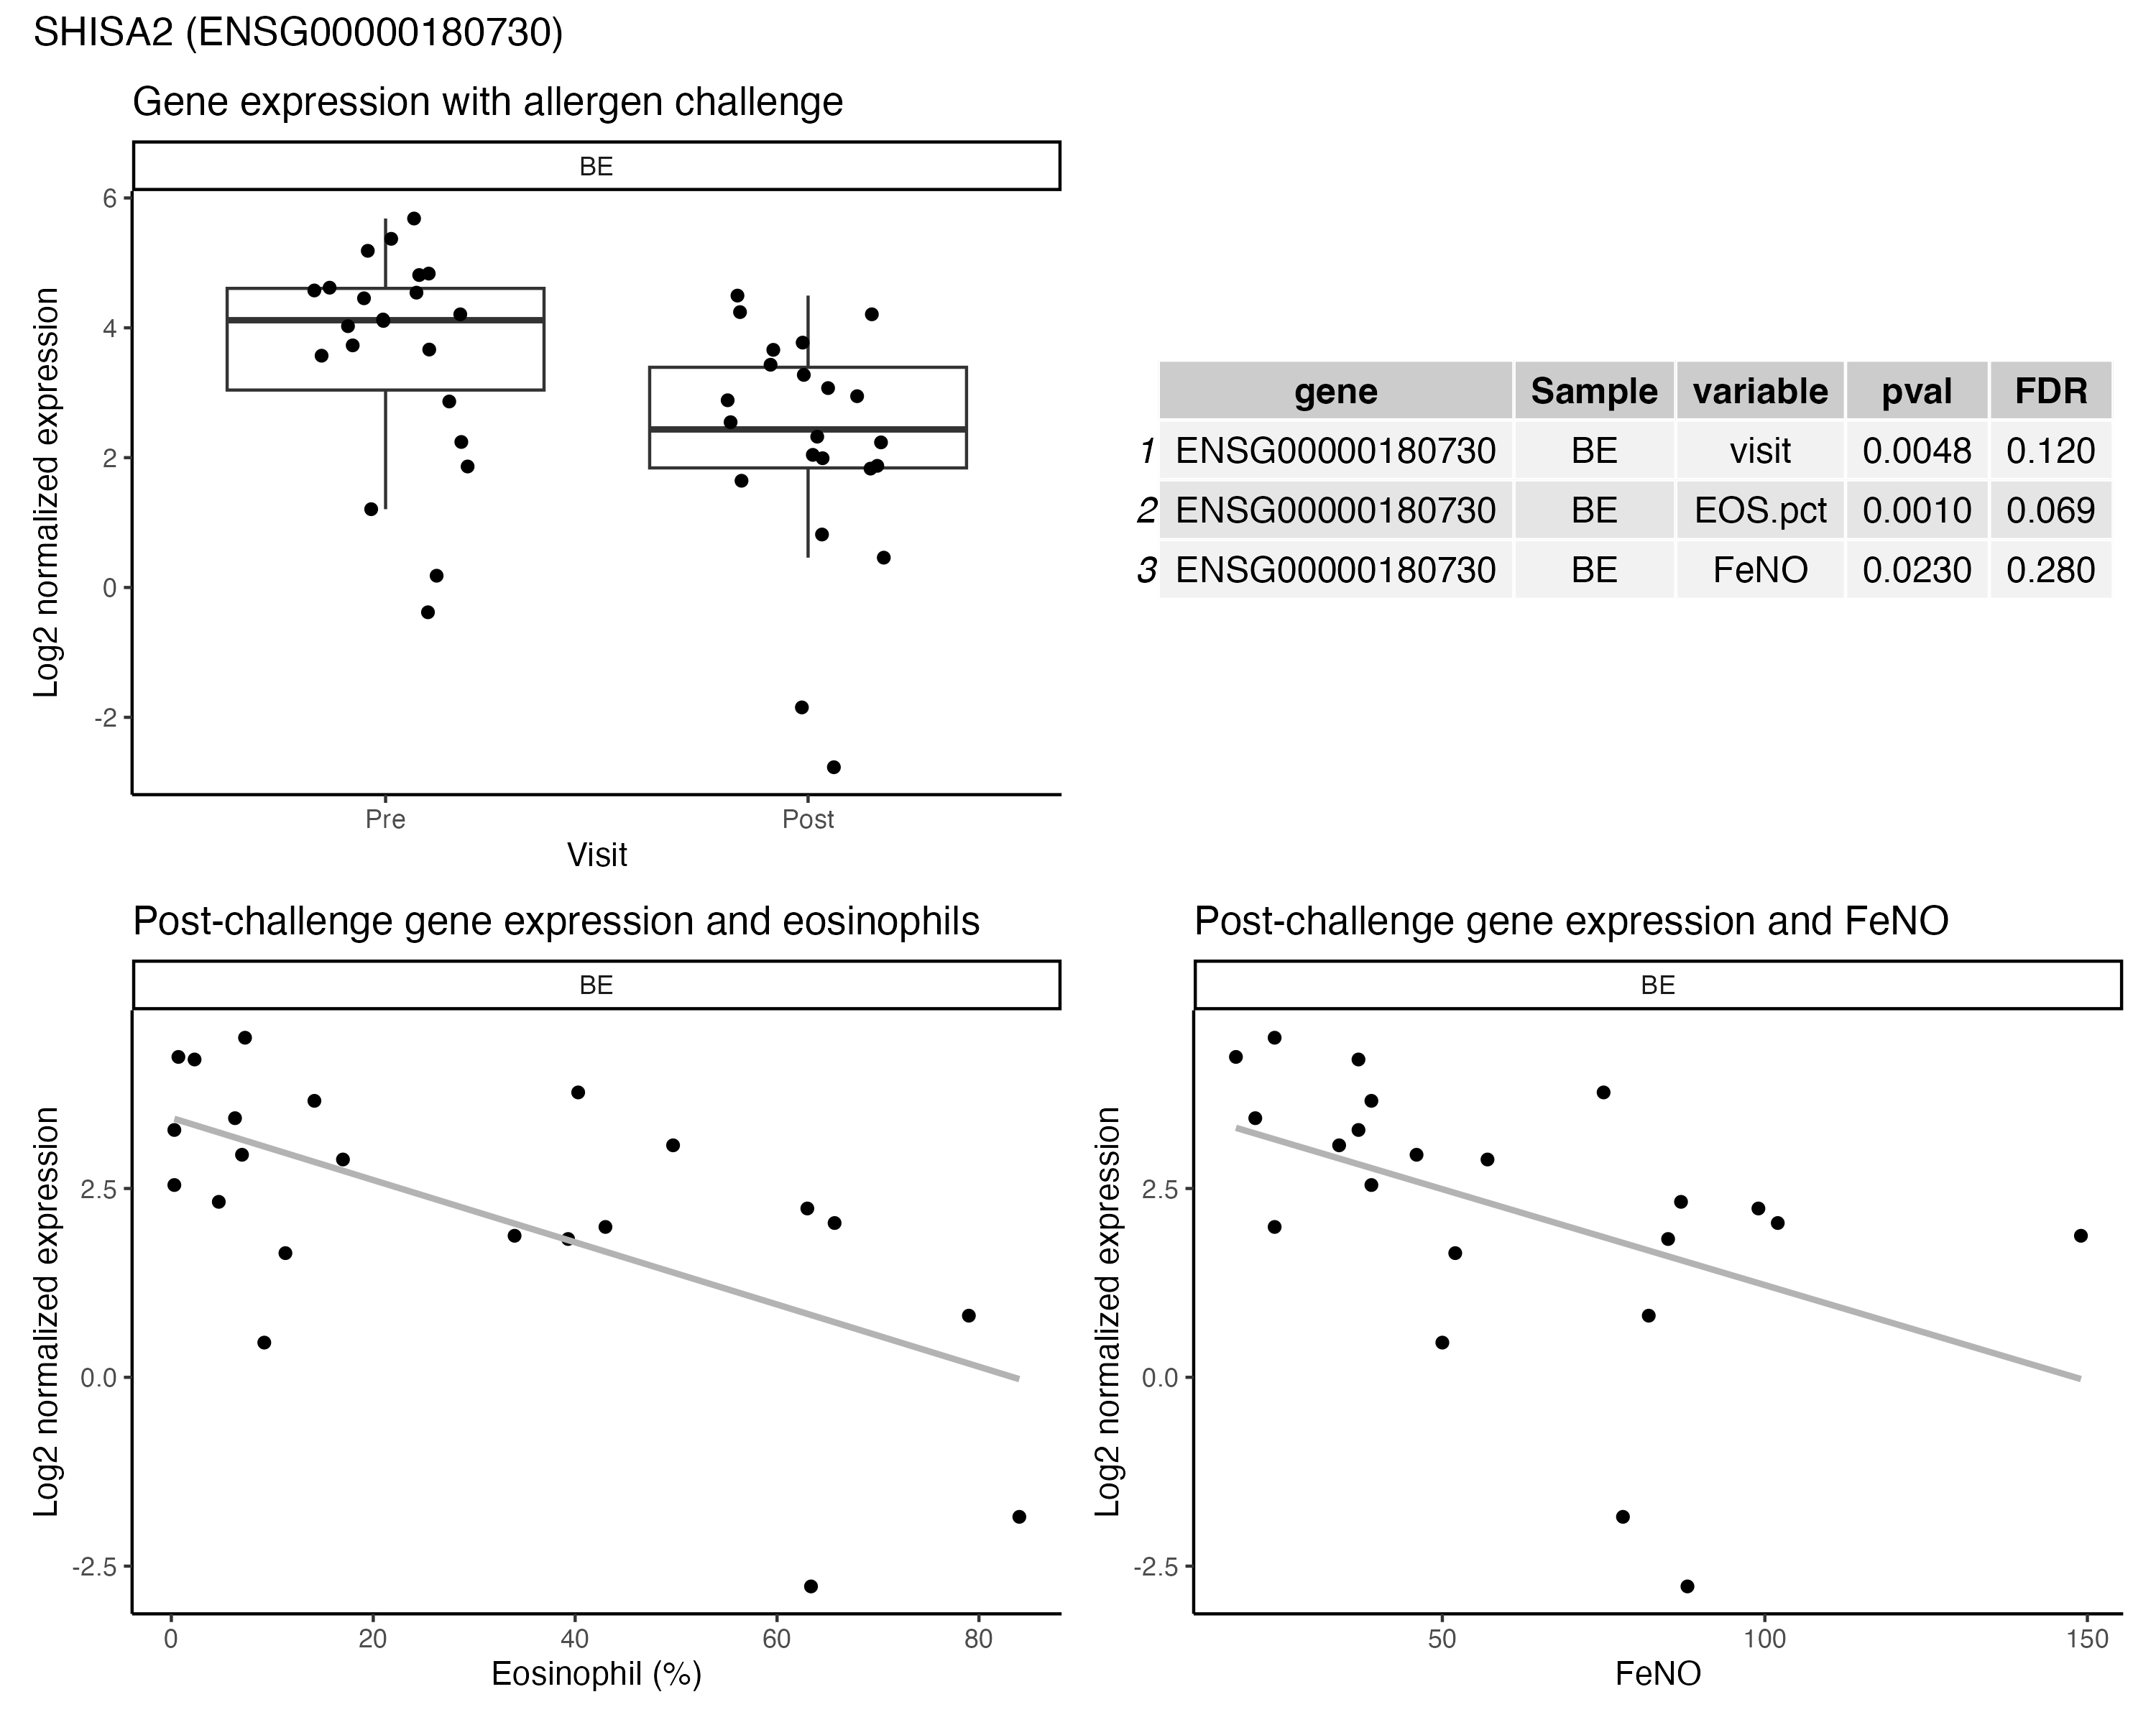 SHISA2 (ENSG00000180730)
Gene expression with allergen challenge
BE
Log2 normalized expression
6
4
2
0
-2
Pre Post
Visit
gene Sample variable pval FDR
1 ENSG00000180730 BE visit 0.0048 0.120
2 ENSG00000180730 BE EOS.pct 0.0010 0.069
3 ENSG00000180730 BE FeNO 0.0230 0.280
Post-challenge gene expression and eosinophils
BE
Log2 normalized expression
2.5
0.0
-2.5
0 20 40 60 80
Eosinophil (%)
Post-challenge gene expression and FeNO
BE
Log2 normalized expression
2.5
0.0
-2.5
50 100 150
FeNO